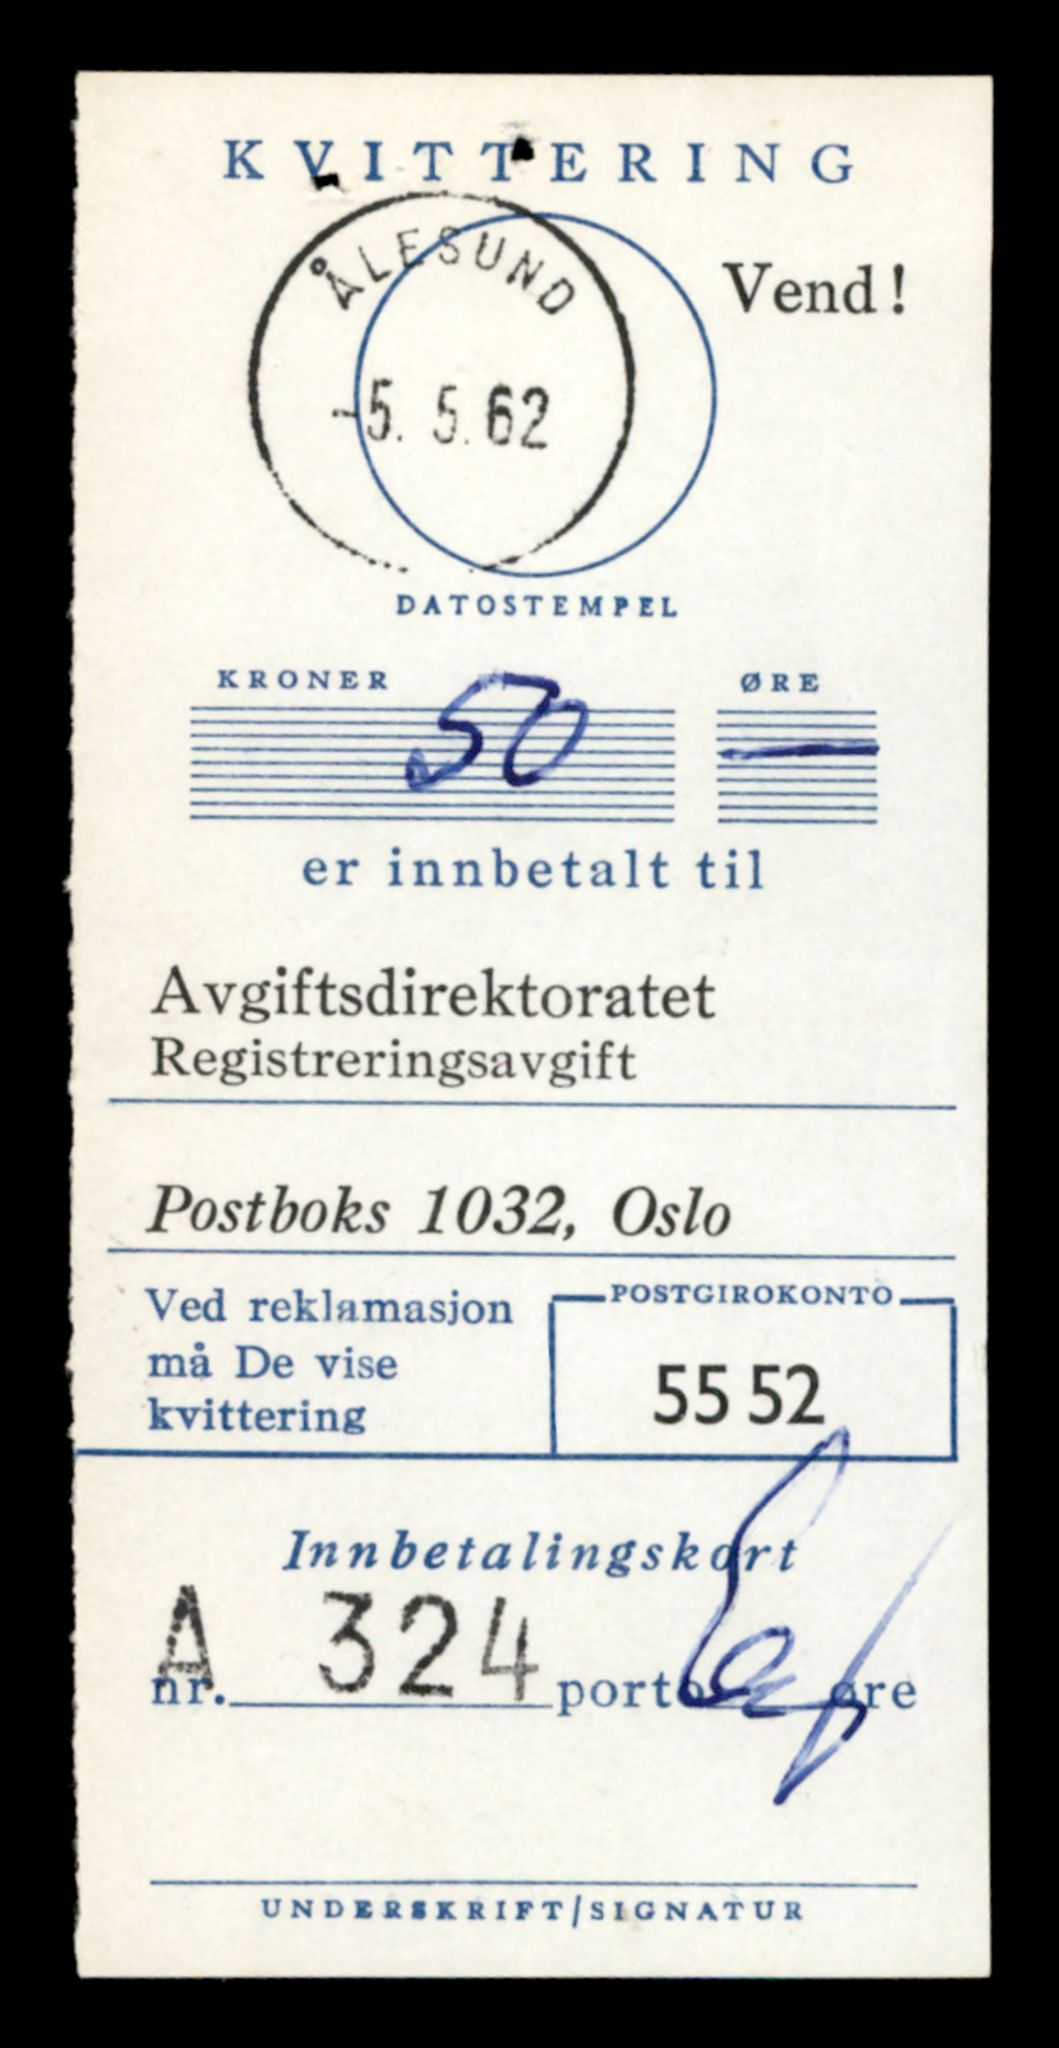 KVITTERING
ÅLESUND
Vend!
-5. 5. 62
DATOSTEMPEL
KRONER ØRE
50 —
er innbetalt til
Avgiftsdirektoratet
Registreringsavgift
Postboks 1032, Oslo
Ved reklamasjon
må De vise
kvittering
POSTGIROKONTO
55 52
Innbetalingskort
A 324
nr. porto øre
UNDERSKRIFT/SIGNATUR